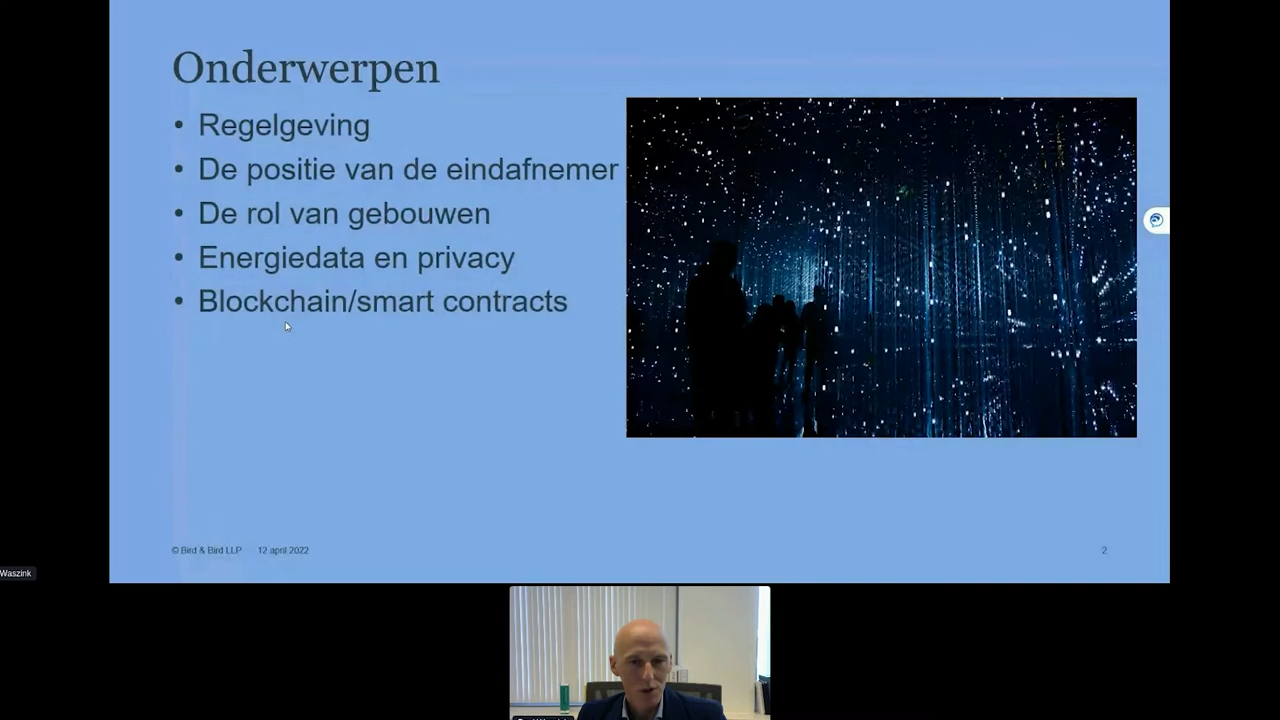 Onderwerpen
• Regelgeving
• De positie van de eindafnemer
• De rol van gebouwen
• Energiedata en privacy
• Blockchain/smart contracts
© Bird & Bird LLP 12 april 2022
2
Waszink